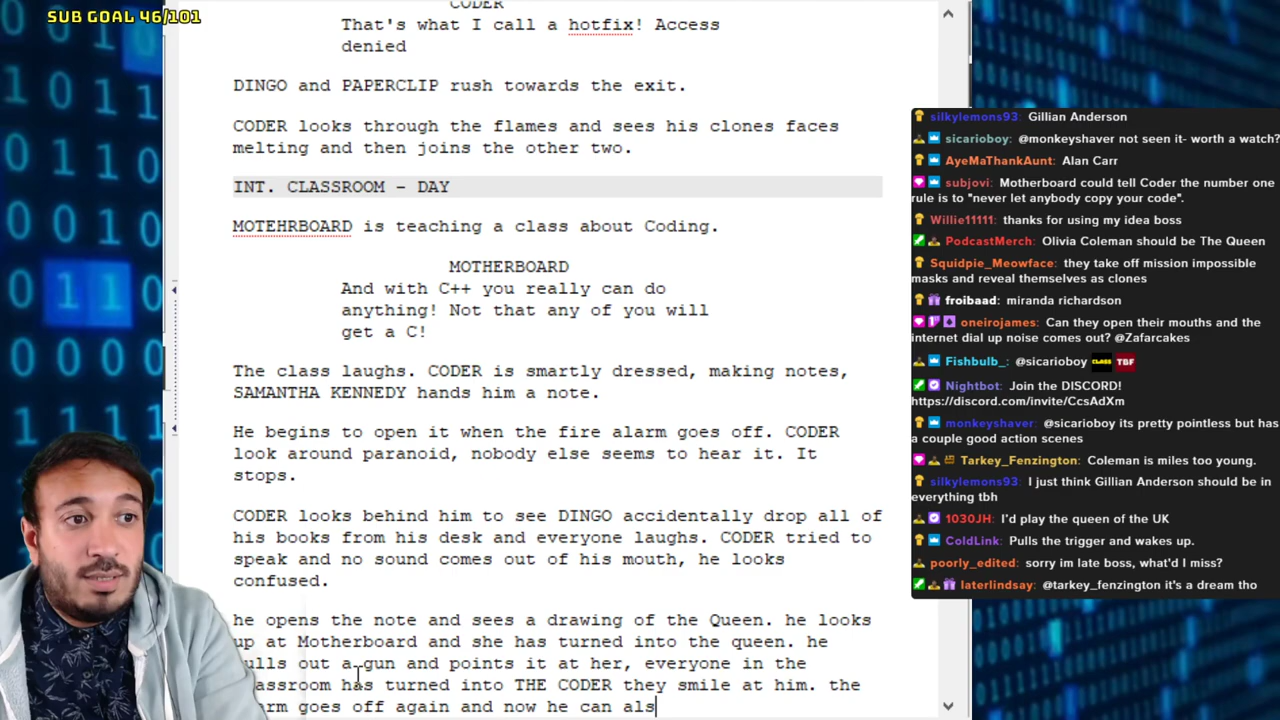 SUB GOAL 46/101
CODER
That's what I call a hotfix! Access
denied
DINGO and PAPERCLIP rush towards the exit.
CODER looks through the flames and sees his clones faces
melting and then joins the other two.
INT. CLASSROOM - DAY
MOTEHRBOARD is teaching a class about Coding.
MOTHERBOARD
And with C++ you really can do
anything! Not that any of you will
get a C!
The class laughs. CODER is smartly dressed, making notes,
SAMANTHA KENNEDY hands him a note.
He begins to open it when the fire alarm goes off. CODER
look around paranoid, nobody else seems to hear it. It
stops.
CODER looks behind him to see DINGO accidentally drop all of
his books from his desk and everyone laughs. CODER tried to
speak and no sound comes out of his mouth, he looks
confused.
he opens the note and sees a drawing of the Queen. he looks
up at Motherboard and she has turned into the queen. he
ulls out a gun and points it at her, everyone in the
assroom has turned into THE CODER they smile at him. the
arm goes off again and now he can als
silkylemons93: Gillian Anderson
sicarioboy: @monkeyshaver not seen it- worth a watch?
AyeMaThankAunt: Alan Carr
subjovi: Motherboard could tell Coder the number one
rule is to "never let anybody copy your code".
Willie11111: thanks for using my idea boss
PodcastMerch: Olivia Coleman should be The Queen
Squidpie_Meowface: they take off mission impossible
masks and reveal themselves as clones
froibaad: miranda richardson
oneirojames: Can they open their mouths and the
internet dial up noise comes out? @Zafarcakes
Fishbulb_: @sicarioboy CLASS TBF
Nightbot: Join the DISCORD!
https://discord.com/invite/CcsAdXm
monkeyshaver: @sicarioboy its pretty pointless but has
a couple good action scenes
Tarkey_Fenzington: Coleman is miles too young.
silkylemons93: I just think Gillian Anderson should be in
everything tbh
1030JH: I'd play the queen of the UK
ColdLink: Pulls the trigger and wakes up.
poorly_edited: sorry im late boss, what'd I miss?
laterlindsay: @tarkey_fenzington it's a dream tho